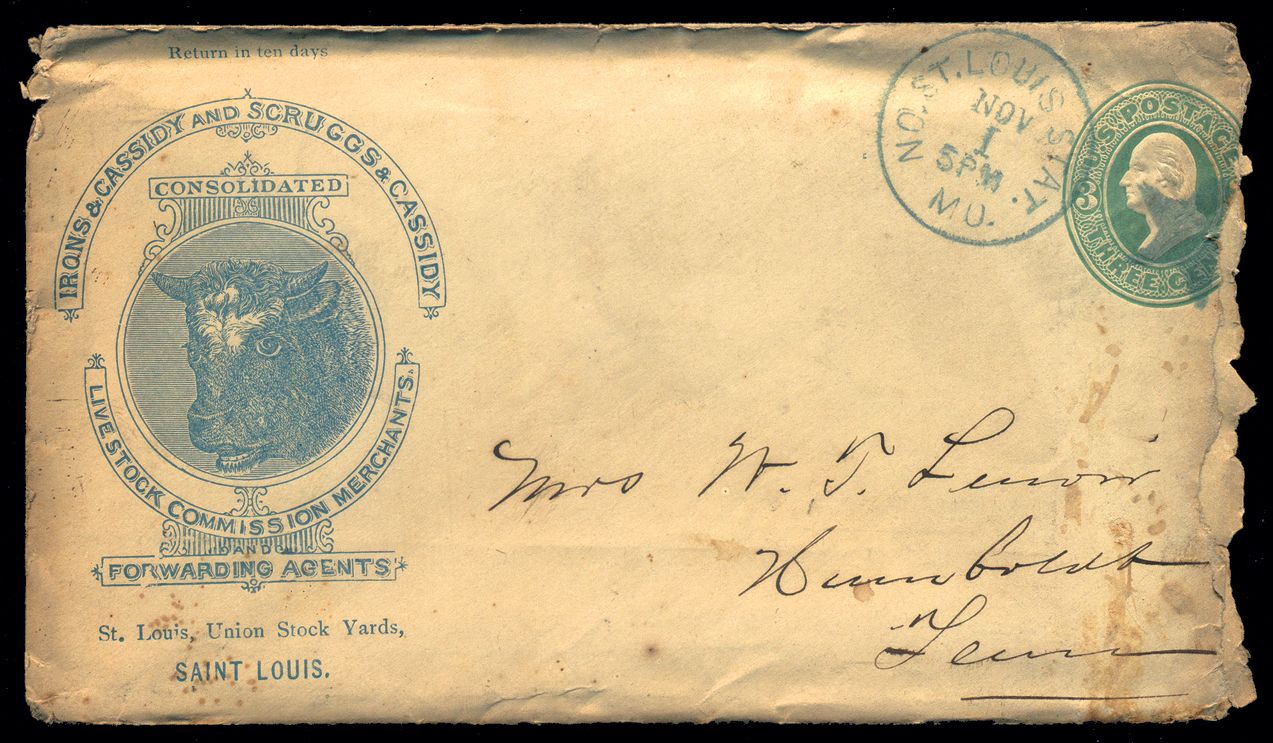 Return in ten days
IRONS & CASSIDY AND SCRUGGS & CASSIDY
CONSOLIDATED
LIVE STOCK COMMISSION MERCHANTS.
AND
FORWARDING AGENTS
St. Louis, Union Stock Yards,
SAINT LOUIS.
NO. ST. LOUIS STAT.
NOV
1
5PM
MO.
U.S. POSTAGE
3
THREE CEN
Mrs W. T. Lenoir
Humboldt
Tenn